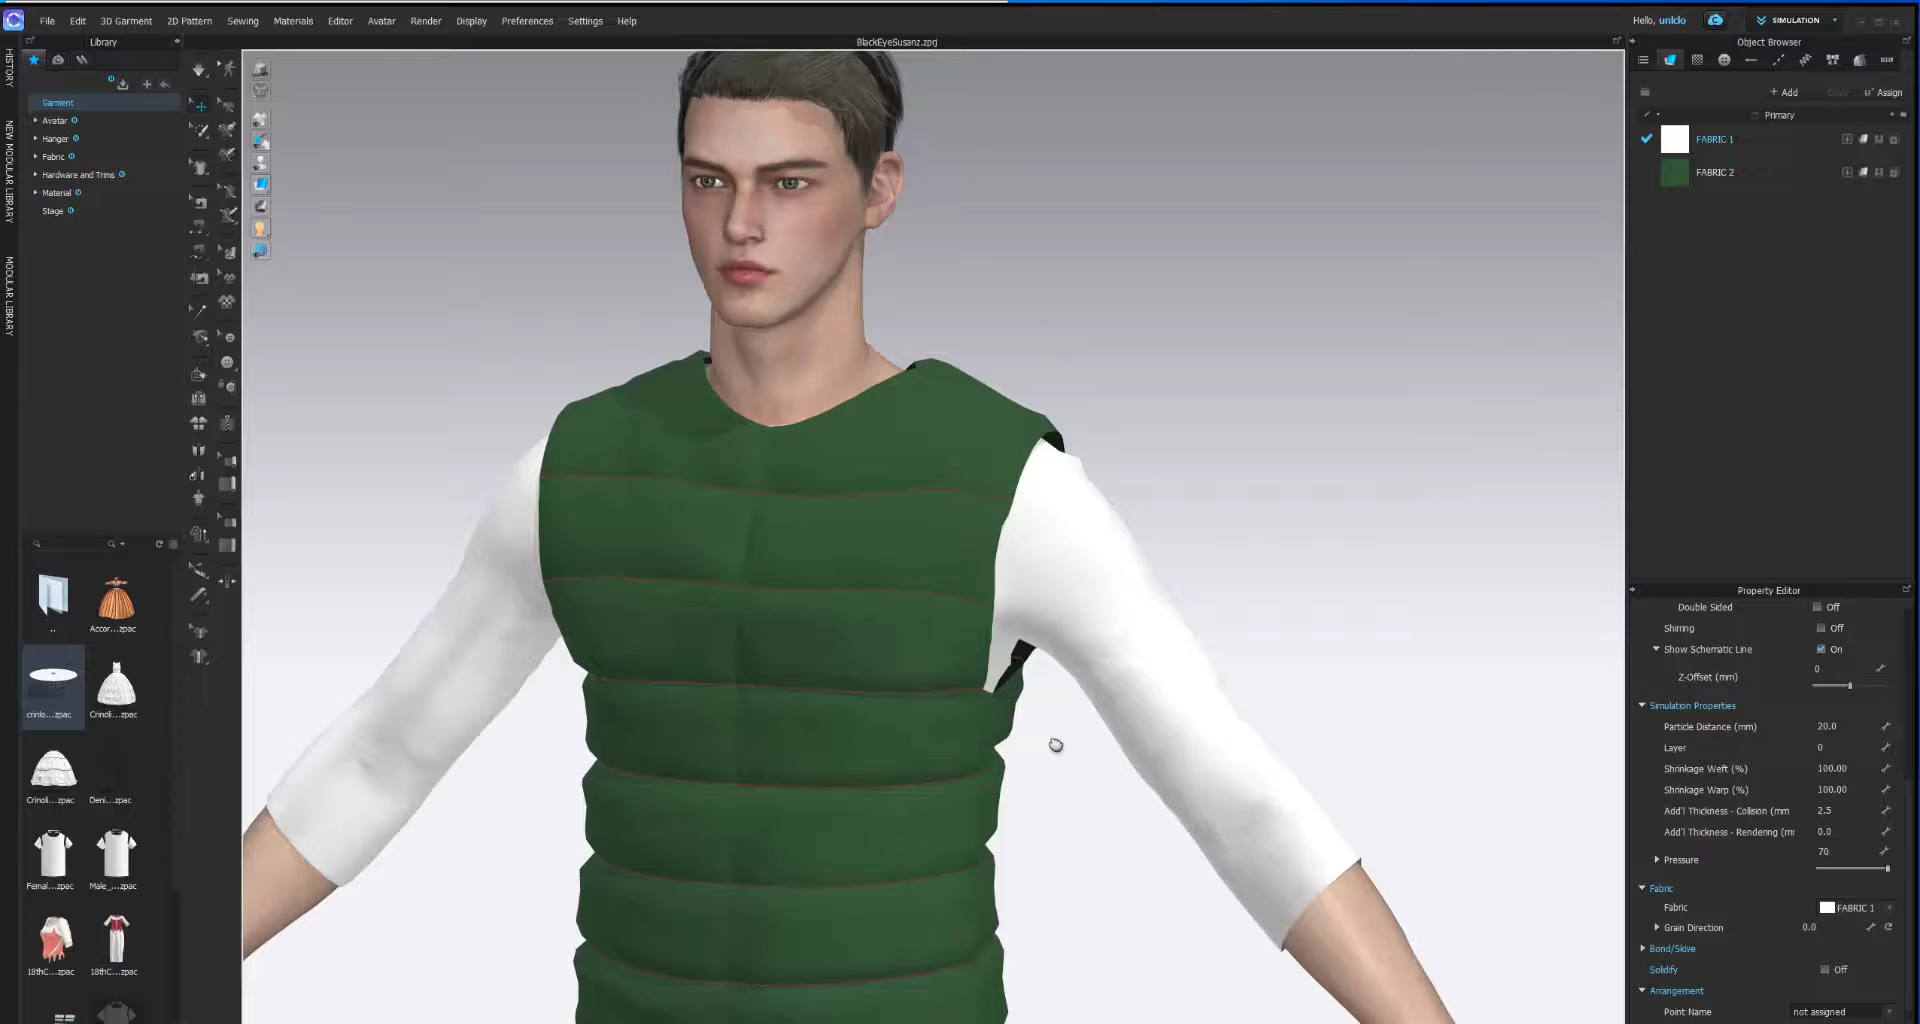 File Edit 3D Garment 2D Pattern Sewing Materials Editor Avatar Render Display Preferences Settings Help
Hello, unlclo
SIMULATION
HISTORY
NEW MODULAR LIBRARY
MODULAR LIBRARY
Library
BlackEyeSusanz.zprj
Object Browser
Garment
Avatar
Hanger
Fabric
Hardware and Trims
Material
Stage
+ Add
Assign
Primary
FABRIC 1
FABRIC 2
..
Accor...zpac
crinlo...zpac
Crinoli...zpac
Crinoli...zpac
Deni...zpac
Femal...zpac
Male_...zpac
18thC...zpac
18thC...zpac
Property Editor
Double Sided Off
Shirring Off
Show Schematic Line On
0
Z-Offset (mm)
Simulation Properties
Particle Distance (mm) 20.0
Layer 0
Shrinkage Weft (%) 100.00
Shrinkage Warp (%) 100.00
Add'l Thickness - Collision (mm 2.5
Add'l Thickness - Rendering (mi 0.0
70
Pressure
Fabric
Fabric FABRIC 1
Grain Direction 0.0
Bond/Skive
Solidify Off
Arrangement
Point Name not assigned